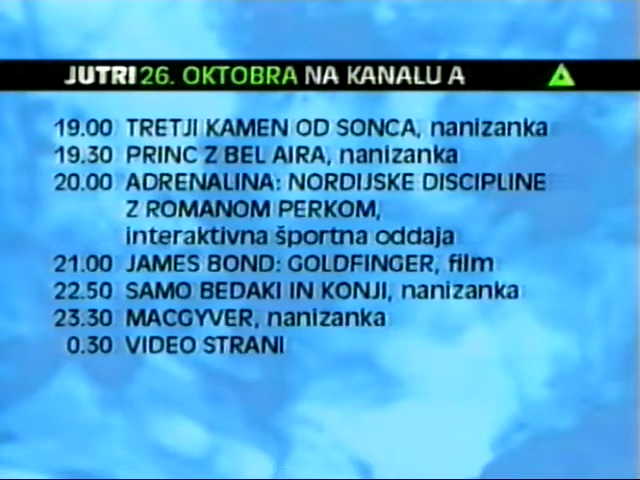 JUTRI 26. OKTOBRA NA KANALU A
19.00 TRETJI KAMEN OD SONCA, nanizanka
19.30 PRINC Z BEL AIRA, nanizanka
20.00 ADRENALINA: NORDIJSKE DISCIPLINE
Z ROMANOM PERKOM,
interaktivna športna oddaja
21.00 JAMES BOND: GOLDFINGER, film
22.50 SAMO BEDAKI IN KONJI, nanizanka
23.30 MACGYVER, nanizanka
0.30 VIDEO STRANI